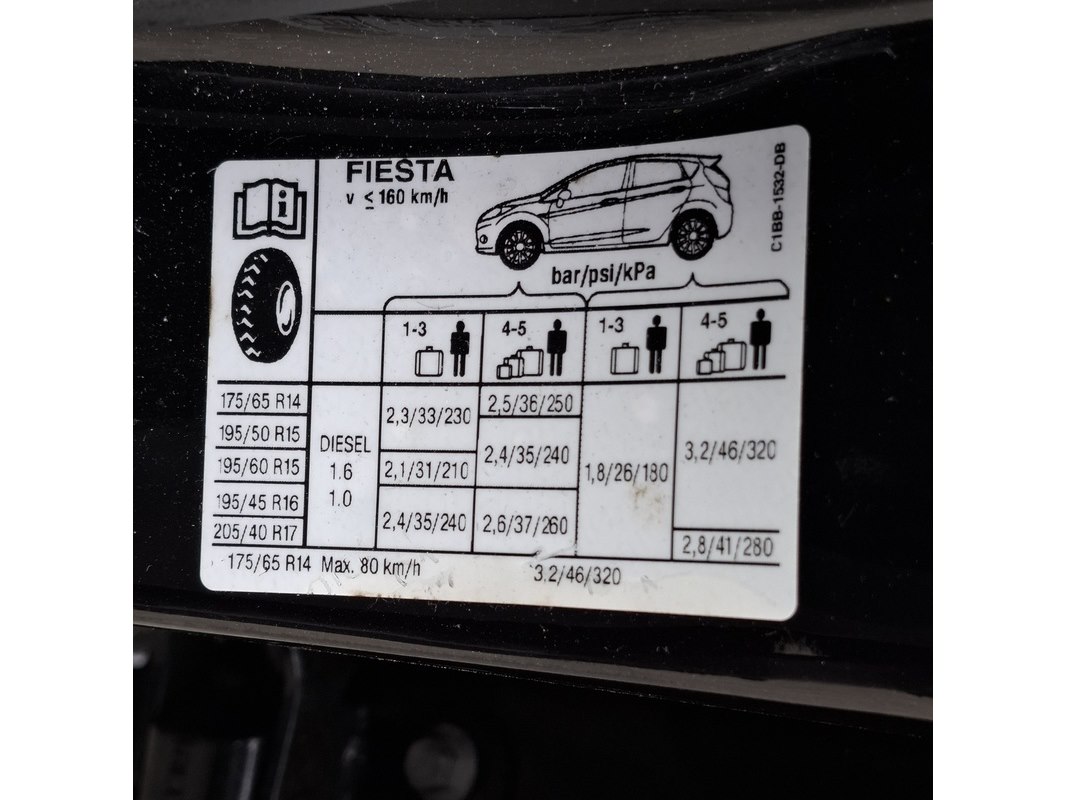 FIESTA
v ≤ 160 km/h
C1BB-1532-DB
bar/psi/kPa
1-3 4-5 1-3 4-5
175/65 R14
195/50 R15
195/60 R15
195/45 R16
205/40 R17
DIESEL
1.6
1.0
2,3/33/230
2,1/31/210
2,4/35/240
2,5/36/250
2,4/35/240
2,6/37/260
1,8/26/180
3,2/46/320
2,8/41/280
175/65 R14 Max. 80 km/h 3.2/46/320